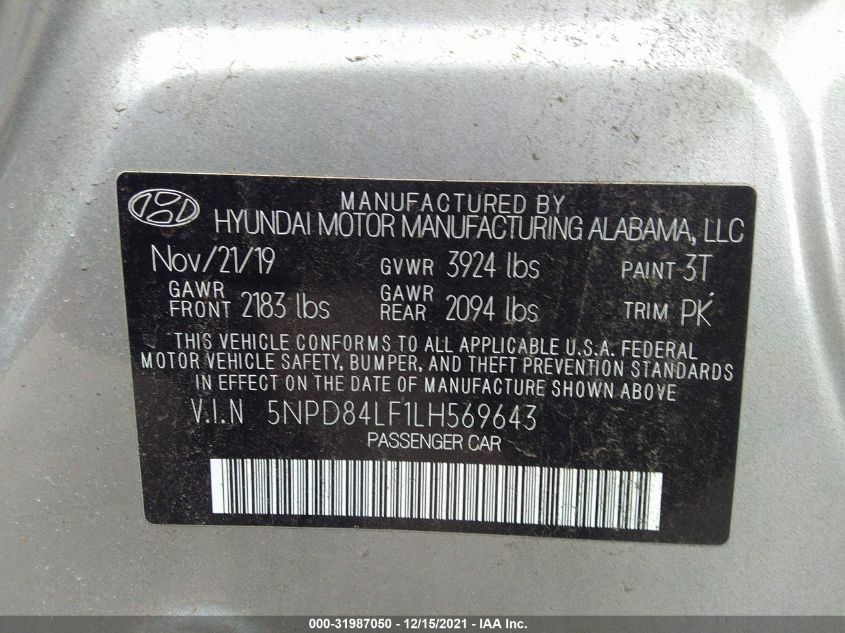 MANUFACTURED BY
HYUNDAI MOTOR MANUFACTURING ALABAMA, LLC
Nov/21/19 GVWR 3924 lbs PAINT 3T
GAWR FRONT 2183 lbs GAWR REAR 2094 lbs TRIM PK
THIS VEHICLE CONFORMS TO ALL APPLICABLE U.S.A. FEDERAL
MOTOR VEHICLE SAFETY, BUMPER, AND THEFT PREVENTION STANDARDS
IN EFFECT ON THE DATE OF MANUFACTURE SHOWN ABOVE
V.I.N 5NPD84LF1LH569643
PASSENGER CAR
000-31987050 - 12/15/2021 - IAA Inc.